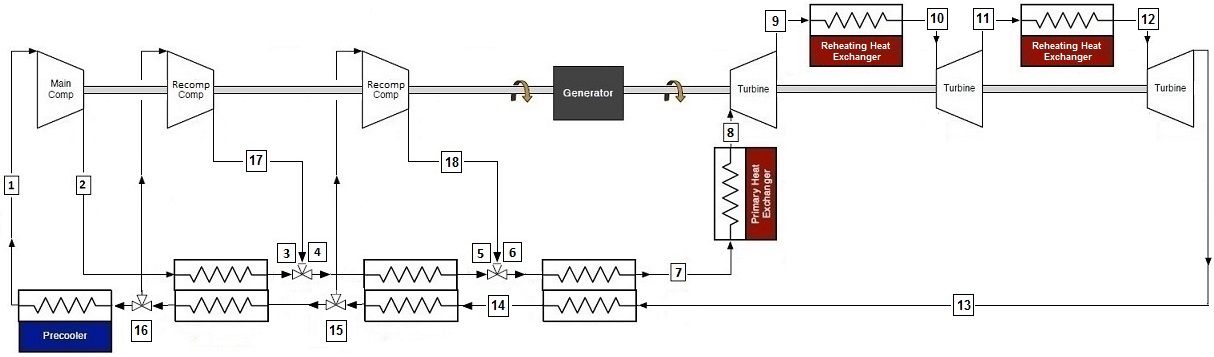 9
10
11
12
Reheating Heat
Exchanger
Reheating Heat
Exchanger
Main
Comp
Recomp
Comp
Recomp
Comp
Generator
Turbine
Turbine
Turbine
8
17
18
1
2
Primary Heat
Exchanger
3
4
5
6
7
14
13
16
15
Precooler